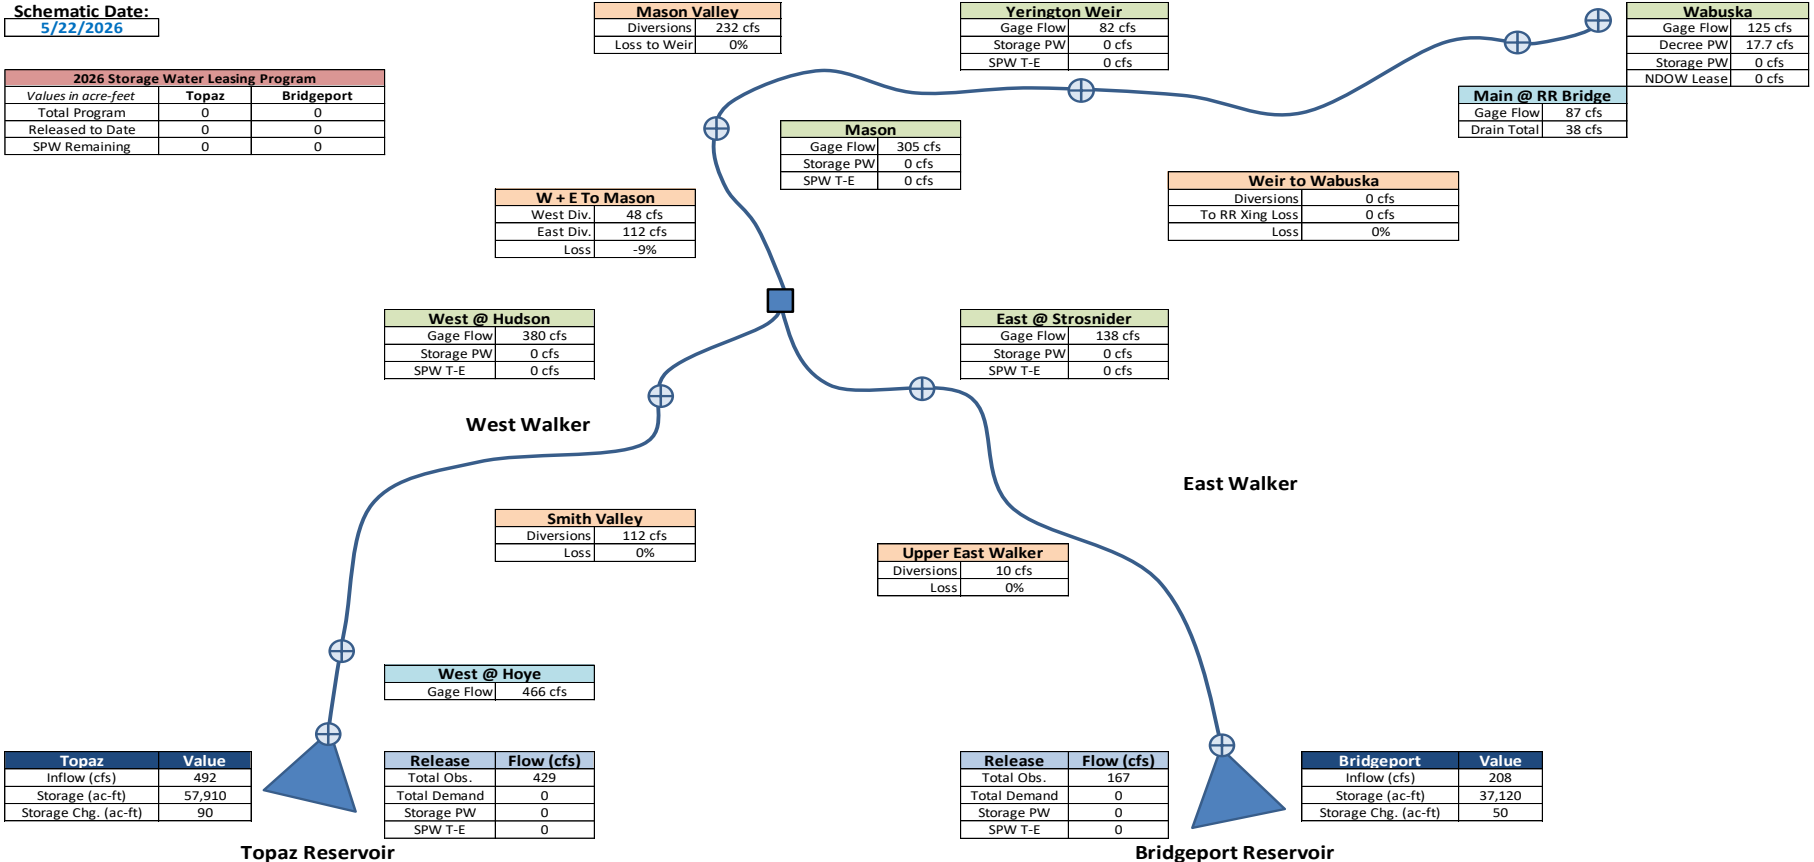 Schematic Date:
5/22/2026
2026 Storage Water Leasing Program
Values in acre-feet Topaz Bridgeport
Total Program 0 0
Released to Date 0 0
SPW Remaining 0 0
Mason Valley
Diversions 232 cfs
Loss to Weir 0%
Yerington Weir
Gage Flow 82 cfs
Storage PW 0 cfs
SPW T-E 0 cfs
Wabuska
Gage Flow 125 cfs
Decree PW 17.7 cfs
Storage PW 0 cfs
NDOW Lease 0 cfs
Main @ RR Bridge
Gage Flow 87 cfs
Drain Total 38 cfs
Mason
Gage Flow 305 cfs
Storage PW 0 cfs
SPW T-E 0 cfs
Weir to Wabuska
Diversions 0 cfs
To RR Xing Loss 0 cfs
Loss 0%
W + E To Mason
West Div. 48 cfs
East Div. 112 cfs
Loss -9%
West @ Hudson
Gage Flow 380 cfs
Storage PW 0 cfs
SPW T-E 0 cfs
East @ Strosnider
Gage Flow 138 cfs
Storage PW 0 cfs
SPW T-E 0 cfs
West Walker
East Walker
Smith Valley
Diversions 112 cfs
Loss 0%
Upper East Walker
Diversions 10 cfs
Loss 0%
West @ Hoye
Gage Flow 466 cfs
Topaz Value
Inflow (cfs) 492
Storage (ac-ft) 57,910
Storage Chg. (ac-ft) 90
Release Flow (cfs)
Total Obs. 429
Total Demand 0
Storage PW 0
SPW T-E 0
Topaz Reservoir
Release Flow (cfs)
Total Obs. 167
Total Demand 0
Storage PW 0
SPW T-E 0
Bridgeport Value
Inflow (cfs) 208
Storage (ac-ft) 37,120
Storage Chg. (ac-ft) 50
Bridgeport Reservoir